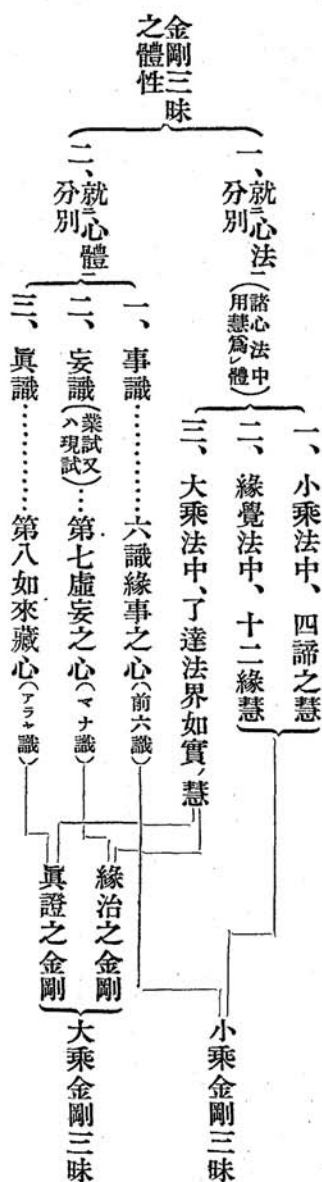 金剛三昧
之體性
一、就二心法一
分別
(諸心法中
用慧爲レ體)
一、小乘法中、四諦之慧
二、緣覺法中、十二緣慧
三、大乘法中、了達法界如實ノ慧
二、就二心體一
分別
一、事識…………六識緣事之心(前六識)
二、妄識(業試又ハ現試)…第七虛妄之心(マナ識)
三、眞識…………第八如來藏心(アラヤ識)
小乘金剛三昧
緣治之金剛
眞證之金剛
大乘金剛三昧